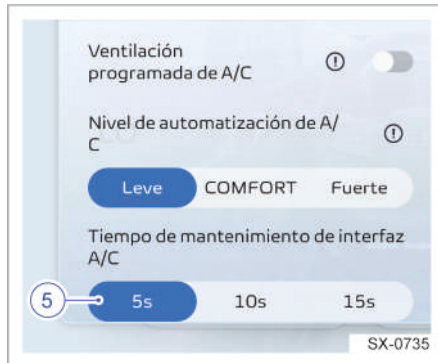 Ventilación
programada de A/C
Nivel de automatización de A/
C
Leve COMFORT Fuerte
Tiempo de mantenimiento de interfaz
A/C
5 5s 10s 15s
SX-0735